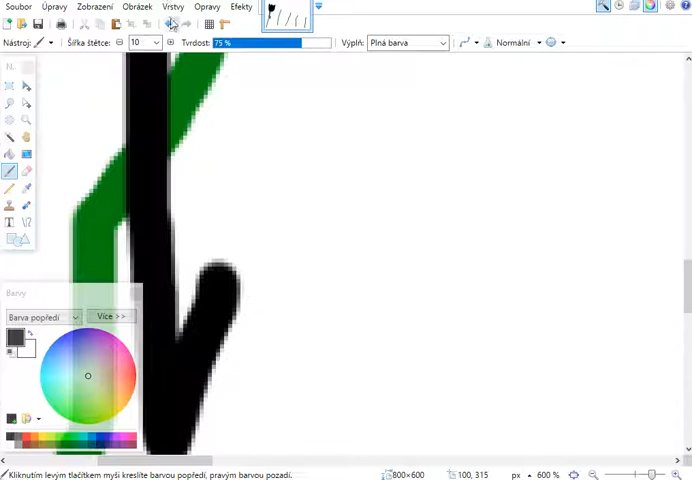 Soubor Úpravy Zobrazení Obrázek Vrstvy Opravy Efekty
Nástroj: Šířka štětce: 10 Tvrdost: 75 % Výplň: Plná barva Normální
N...
Barvy
Barva popředí Více >>
Kliknutím levým tlačítkem myši kreslíte barvou popředí, pravým barvou pozadí. 800×600 100, 315 px 600 %